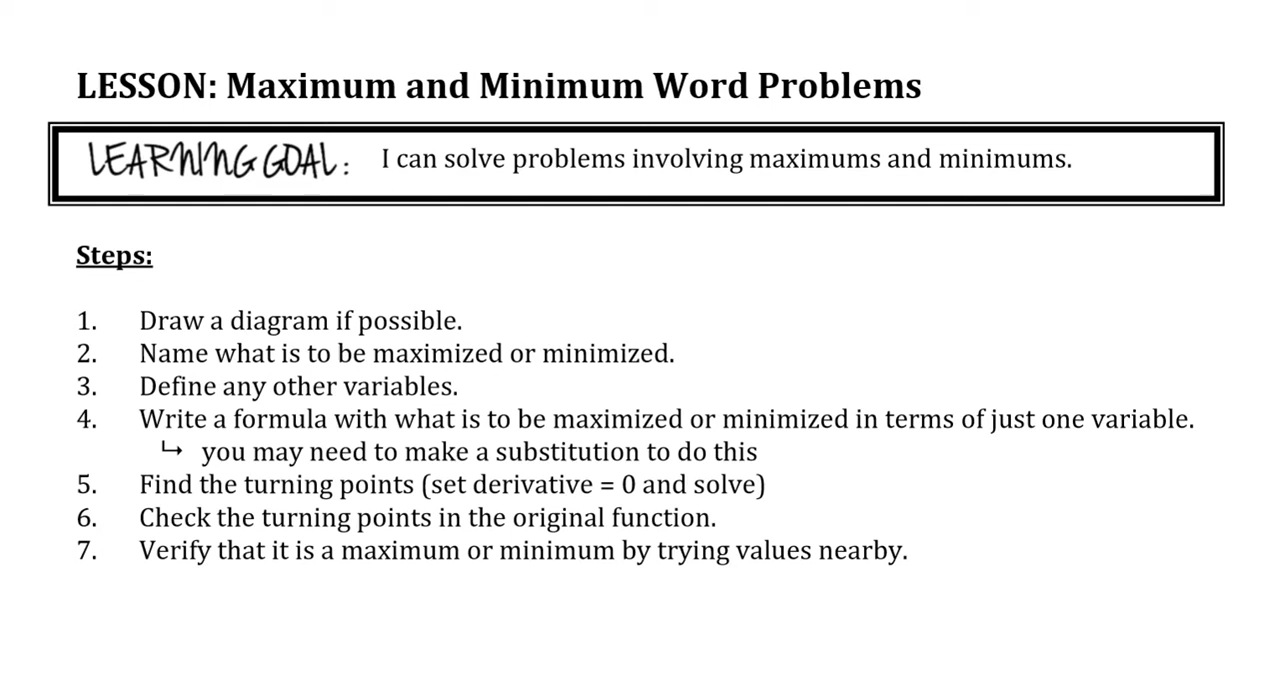 LESSON: Maximum and Minimum Word Problems
LEARNING GOAL: I can solve problems involving maximums and minimums.
Steps:
1. Draw a diagram if possible.
2. Name what is to be maximized or minimized.
3. Define any other variables.
4. Write a formula with what is to be maximized or minimized in terms of just one variable.
↪ you may need to make a substitution to do this
5. Find the turning points (set derivative = 0 and solve)
6. Check the turning points in the original function.
7. Verify that it is a maximum or minimum by trying values nearby.